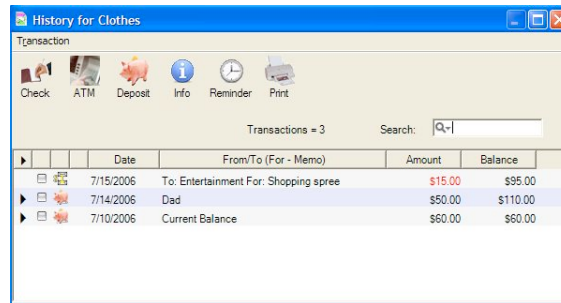 History for Clothes
Transaction
Check ATM Deposit Info Reminder Print
Transactions = 3 Search:
Date From/To (For - Memo) Amount Balance
7/15/2006 To: Entertainment For: Shopping spree $15.00 $95.00
7/14/2006 Dad $50.00 $110.00
7/10/2006 Current Balance $60.00 $60.00